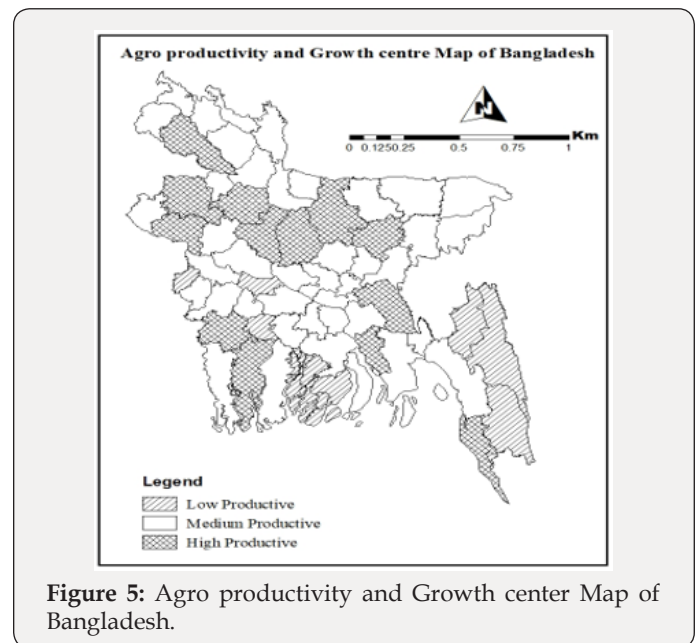 Agro productivity and Growth centre Map of Bangladesh
N
Km
0 0.1250.25 0.5 0.75 1
Legend
Low Productive
Medium Productive
High Productive
Figure 5: Agro productivity and Growth center Map of
Bangladesh.